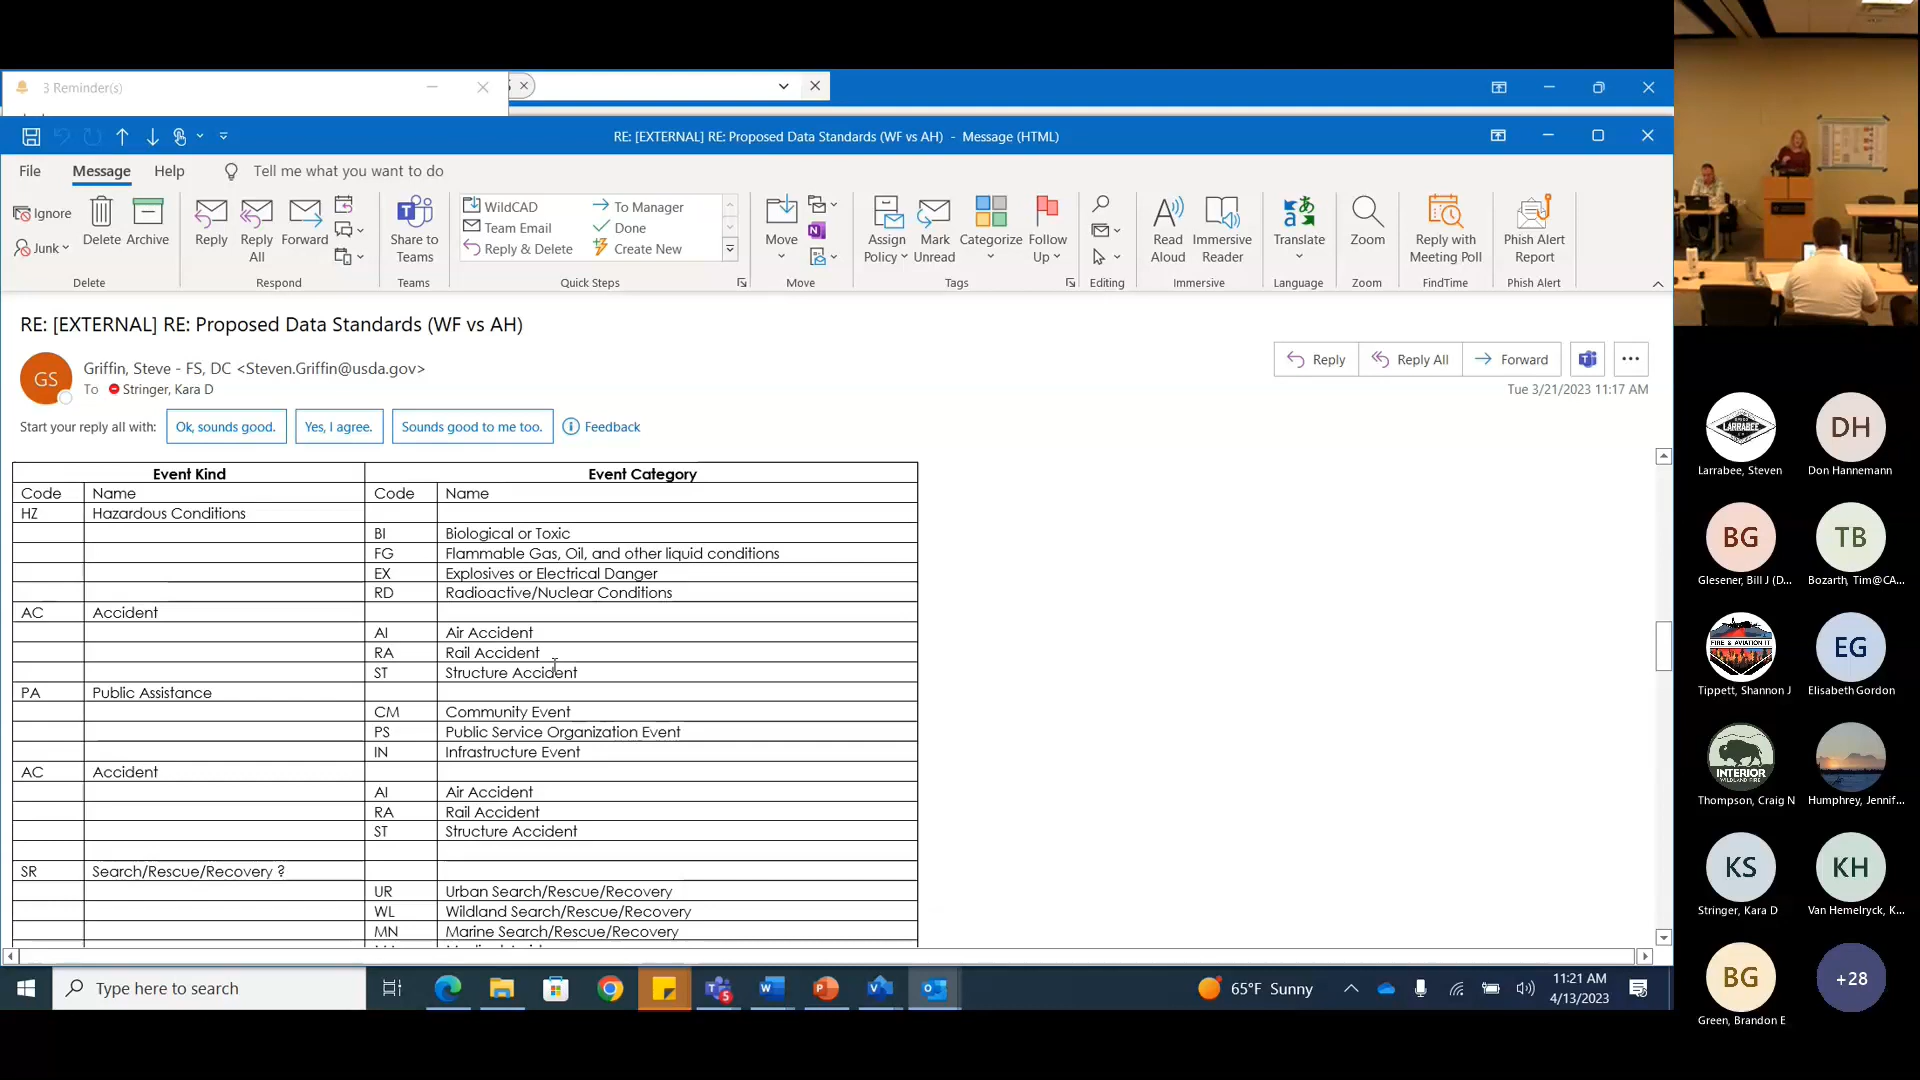 3 Reminder(s)
RE: [EXTERNAL] RE: Proposed Data Standards (WF vs AH) - Message (HTML)
File Message Help Tell me what you want to do
Ignore
Junk
Delete Archive
Reply Reply All Forward
Share to Teams
WildCAD To Manager
Team Email Done
Reply & Delete Create New
Move
Assign Policy Mark Unread Categorize Follow Up
Read Aloud Immersive Reader
Translate
Zoom
Reply with Meeting Poll
Phish Alert Report
Delete Respond Teams Quick Steps Move Tags Editing Immersive Language Zoom FindTime Phish Alert
RE: [EXTERNAL] RE: Proposed Data Standards (WF vs AH)
GS
Griffin, Steve - FS, DC <Steven.Griffin@usda.gov>
To Stringer, Kara D
Reply Reply All Forward
Tue 3/21/2023 11:17 AM
Start your reply all with: Ok, sounds good. Yes, I agree. Sounds good to me too. Feedback
Event Kind Event Category
Code Name Code Name
HZ Hazardous Conditions
BI Biological or Toxic
FG Flammable Gas, Oil, and other liquid conditions
EX Explosives or Electrical Danger
RD Radioactive/Nuclear Conditions
AC Accident
AI Air Accident
RA Rail Accident
ST Structure Accident
PA Public Assistance
CM Community Event
PS Public Service Organization Event
IN Infrastructure Event
AC Accident
AI Air Accident
RA Rail Accident
ST Structure Accident
SR Search/Rescue/Recovery ?
UR Urban Search/Rescue/Recovery
WL Wildland Search/Rescue/Recovery
MN Marine Search/Rescue/Recovery
Type here to search
65°F Sunny
11:21 AM
4/13/2023
LARRABEE
Larrabee, Steven
DH
Don Hannemann
BG
Glesener, Bill J (D...
TB
Bozarth, Tim@CA...
FIRE & AVIATION IT
Tippett, Shannon J
EG
Elisabeth Gordon
INTERIOR
Thompson, Craig N
Humphrey, Jennif...
KS
Stringer, Kara D
KH
Van Hemelryck, K...
BG
Green, Brandon E
+28